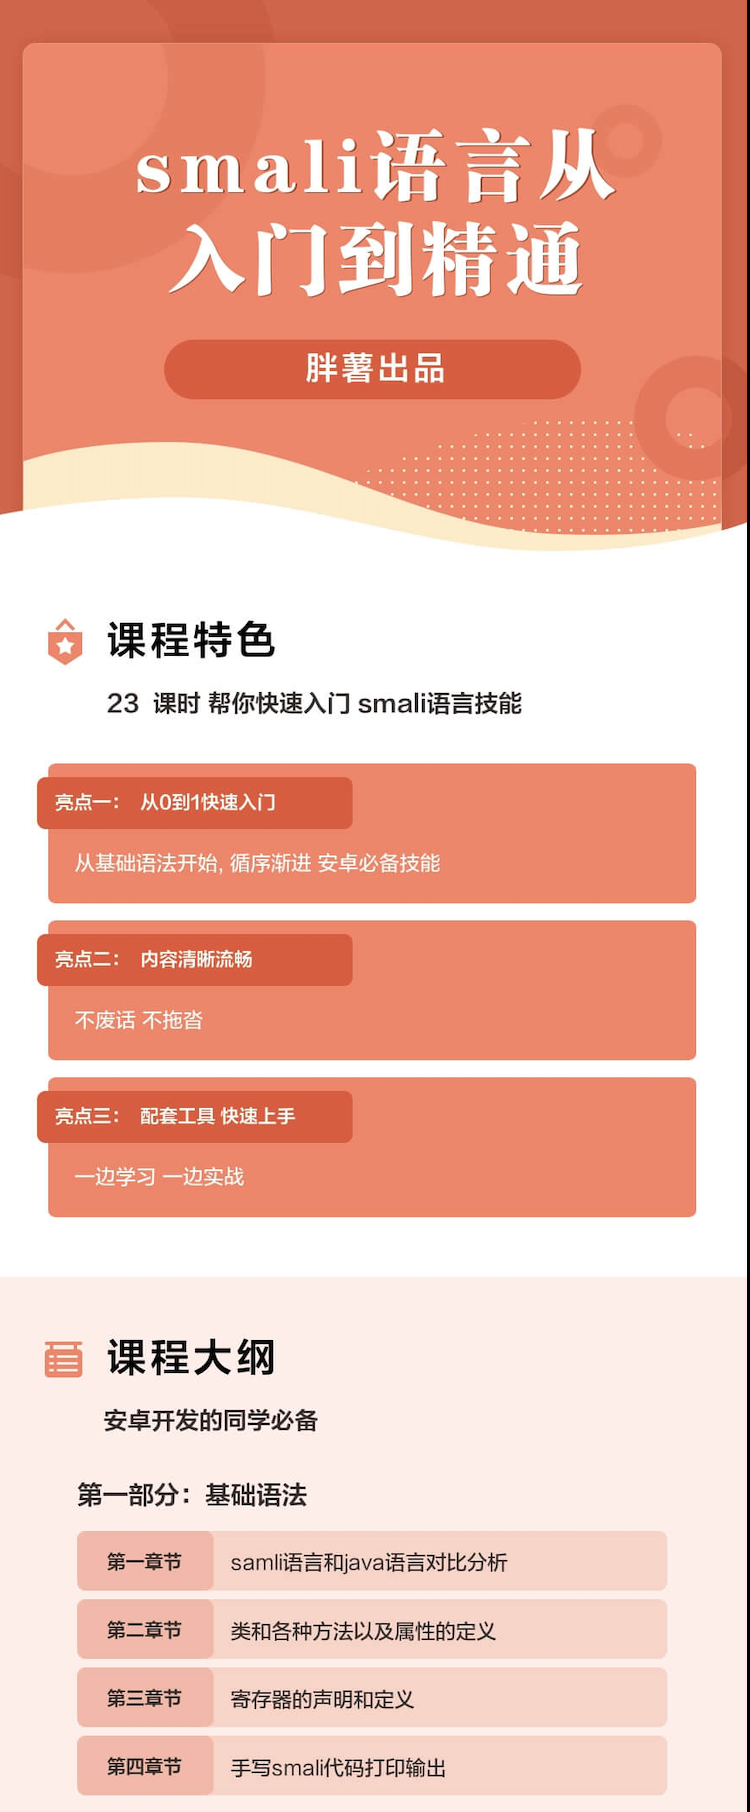 smali语言从
入门到精通
胖薯出品
课程特色
23 课时 帮你快速入门 smali语言技能
亮点一： 从0到1快速入门
从基础语法开始, 循序渐进 安卓必备技能
亮点二： 内容清晰流畅
不废话 不拖沓
亮点三： 配套工具 快速上手
一边学习 一边实战
课程大纲
安卓开发的同学必备
第一部分：基础语法
第一章节 samli语言和java语言对比分析
第二章节 类和各种方法以及属性的定义
第三章节 寄存器的声明和定义
第四章节 手写smali代码打印输出